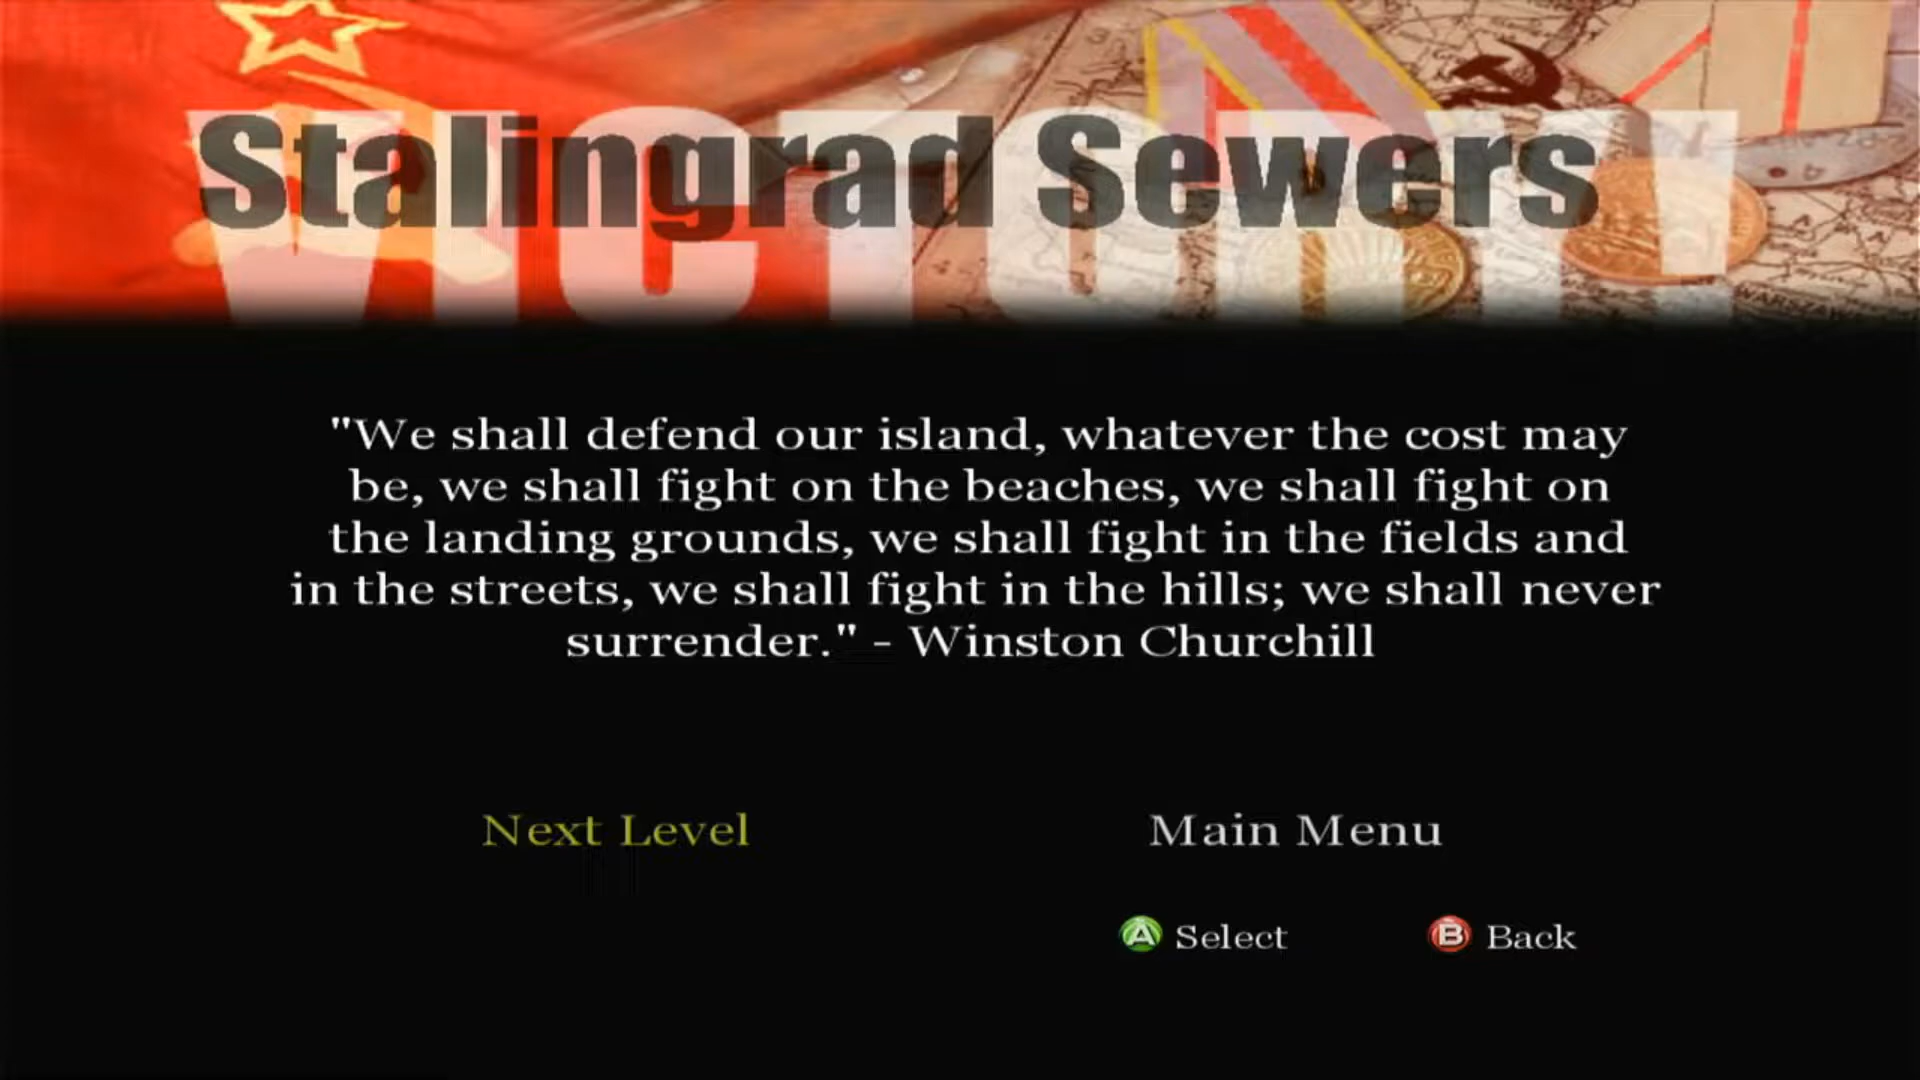 VICTORY
Stalingrad Sewers
"We shall defend our island, whatever the cost may
be, we shall fight on the beaches, we shall fight on
the landing grounds, we shall fight in the fields and
in the streets, we shall fight in the hills; we shall never
surrender." - Winston Churchill
Next Level
Main Menu
A Select
B Back